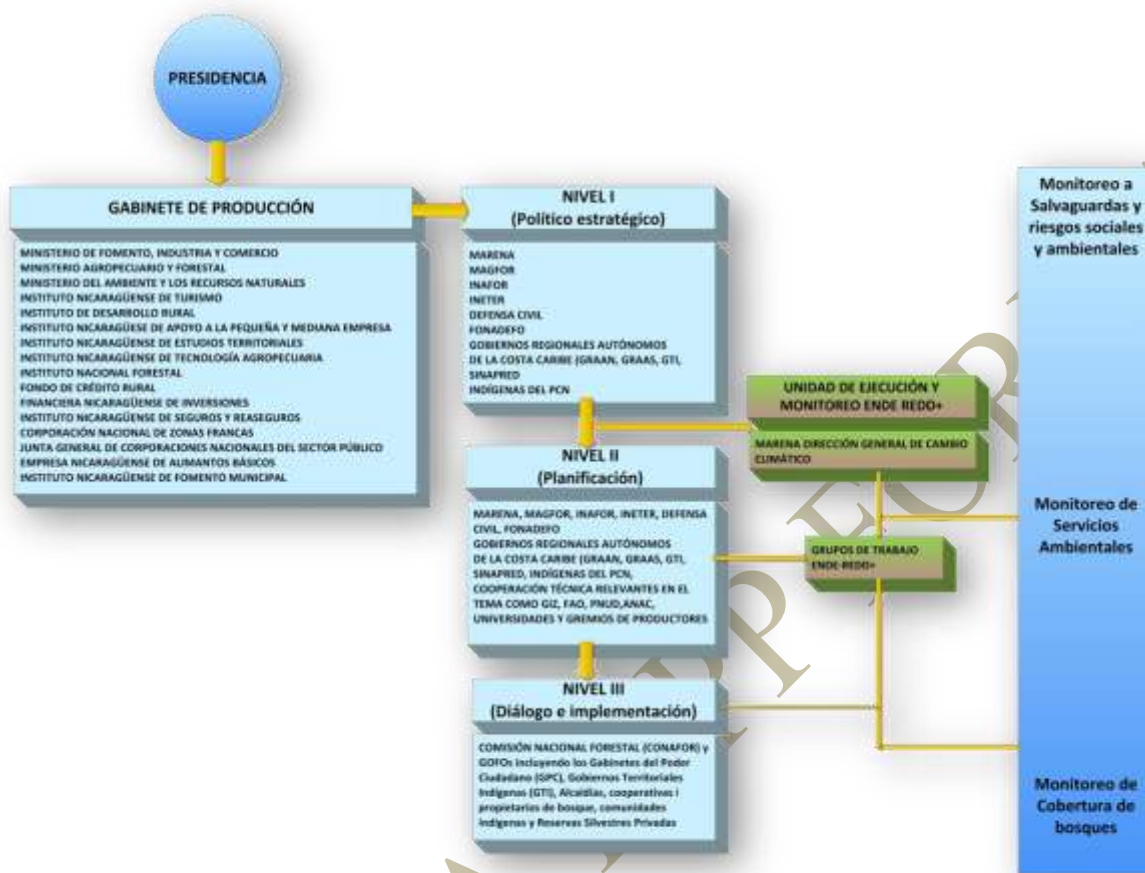 PRESIDENCIA
GABINETE DE PRODUCCIÓN
MINISTERIO DE FOMENTO, INDUSTRIA Y COMERCIO
MINISTERIO AGROPECUARIO Y FORESTAL
MINISTERIO DEL AMBIENTE Y LOS RECURSOS NATURALES
INSTITUTO NICARAGÜENSE DE TURISMO
INSTITUTO DE DESARROLLO RURAL
INSTITUTO NICARAGÜESE DE APOYO A LA PEQUEÑA Y MEDIANA EMPRESA
INSTITUTO NICARAGÜENSE DE ESTUDIOS TERRITORIALES
INSTITUTO NICARAGÜENSE DE TECNOLOGÍA AGROPECUARIA
INSTITUTO NACIONAL FORESTAL
FONDO DE CRÉDITO RURAL
FINANCIERA NICARAGÜENSE DE INVERSIONES
INSTITUTO NICARAGÜENSE DE SEGUROS Y REASEGUROS
CORPORACIÓN NACIONAL DE ZONAS FRANCAS
JUNTA GENERAL DE CORPORACIONES NACIONALES DEL SECTOR PÚBLICO
EMPRESA NICARAGÜENSE DE ALIMANTOS BÁSICOS
INSTITUTO NICARAGÜENSE DE FOMENTO MUNICIPAL
NIVEL I
(Político estratégico)
MARENA
MAGFOR
INAFOR
INETER
DEFENSA CIVIL
FONADEFO
GOBIERNOS REGIONALES AUTÓNOMOS
DE LA COSTA CARIBE (GRAAN, GRAAS, GTI,
SINAPRED
INDÍGENAS DEL PCN
UNIDAD DE EJECUCIÓN Y
MONITOREO ENDE REDO+
MARENA DIRECCIÓN GENERAL DE CAMBIO
CLIMÁTICO
NIVEL II
(Planificación)
MARENA, MAGFOR, INAFOR, INETER, DEFENSA
CIVIL, FONADEFO
GOBIERNOS REGIONALES AUTÓNOMOS
DE LA COSTA CARIBE (GRAAN, GRAAS, GTI,
SINAPRED, INDÍGENAS DEL PCN,
COOPERACIÓN TÉCNICA RELEVANTES EN EL
TEMA COMO GIZ, FAO, PNUD,ANAC,
UNIVERSIDADES Y GREMIOS DE PRODUCTORES
GRUPOS DE TRABAJO
ENDE-REDO+
NIVEL III
(Diálogo e implementación)
COMISIÓN NACIONAL FORESTAL (CONAFOR) y
GOFOs incluyendo los Gabinetes del Poder
Ciudadano (GPC), Gobiernos Territoriales
Indígenas (GTI), Alcaldías, cooperativas i
propietarios de bosque, comunidades
indígenas y Reservas Silvestres Privadas
Monitoreo a
Salvaguardas y
riesgos sociales
y ambientales
Monitoreo de
Servicios
Ambientales
Monitoreo de
Cobertura de
bosques